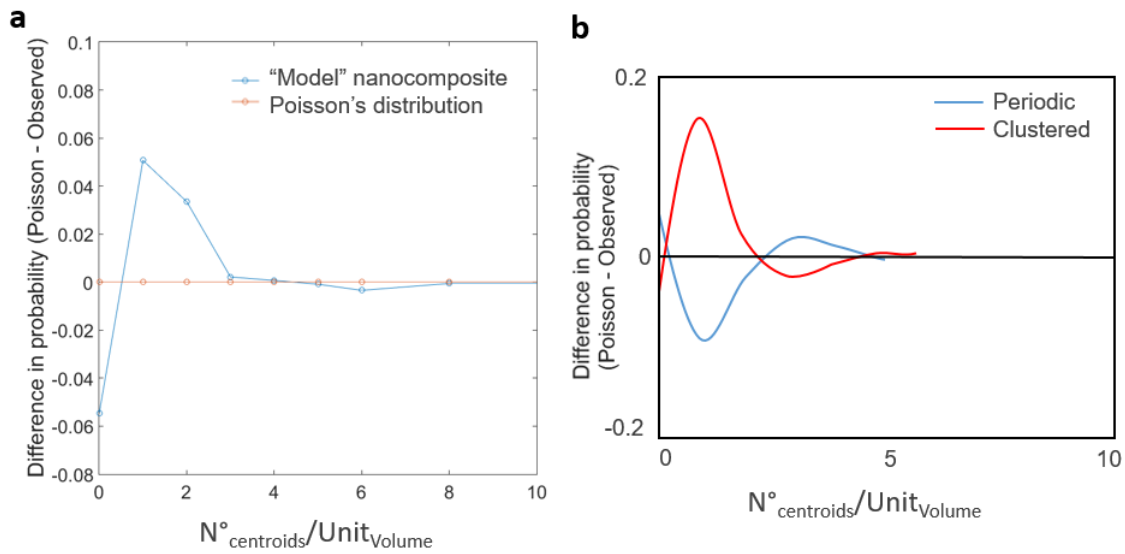 a
0.1
0.08
0.06
0.04
0.02
0
-0.02
-0.04
-0.06
-0.08
Difference in probability (Poisson - Observed)
“Model” nanocomposite
Poisson’s distribution
0 2 4 6 8 10
N°centroids/UnitVolume
b
0.2
0
-0.2
Difference in probability
(Poisson - Observed)
Periodic
Clustered
0 5 10
N°centroids/UnitVolume